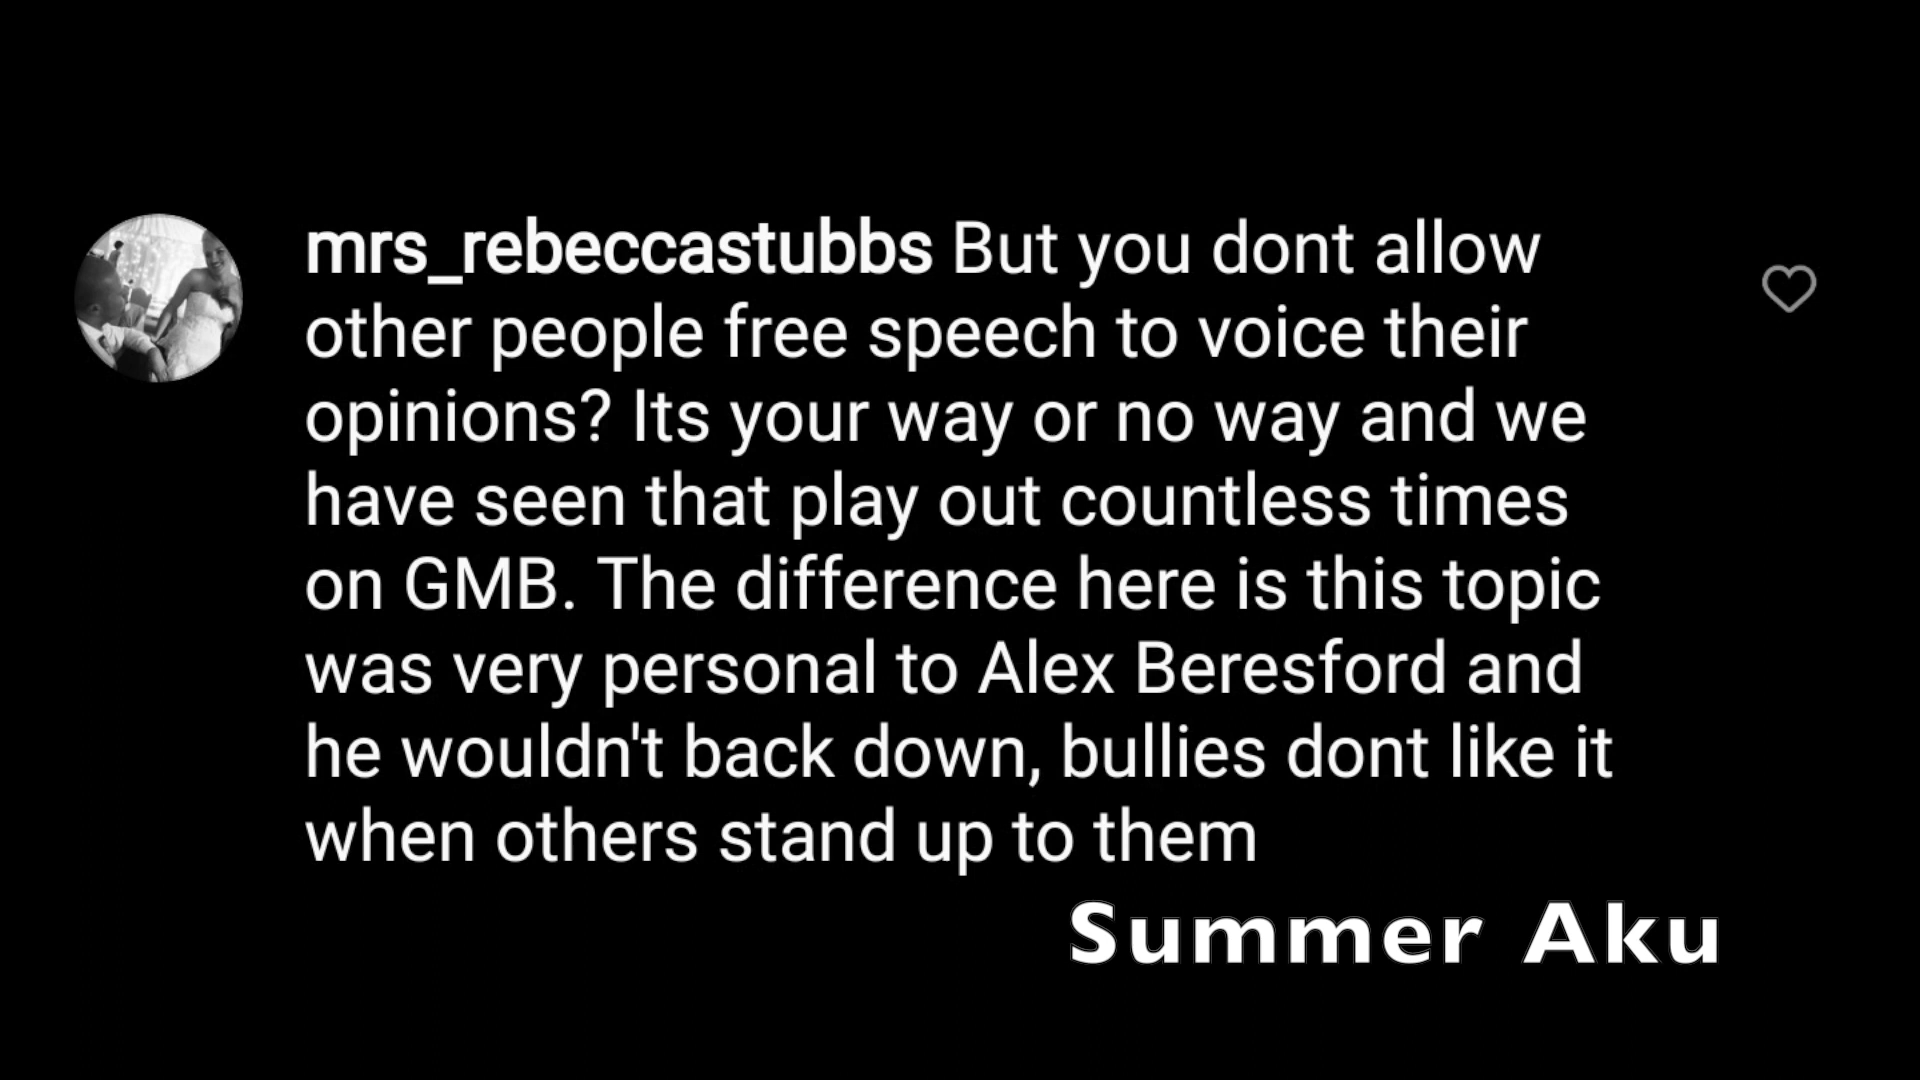 mrs_rebeccastubbs But you dont allow
other people free speech to voice their
opinions? Its your way or no way and we
have seen that play out countless times
on GMB. The difference here is this topic
was very personal to Alex Beresford and
he wouldn't back down, bullies dont like it
when others stand up to them
Summer Aku